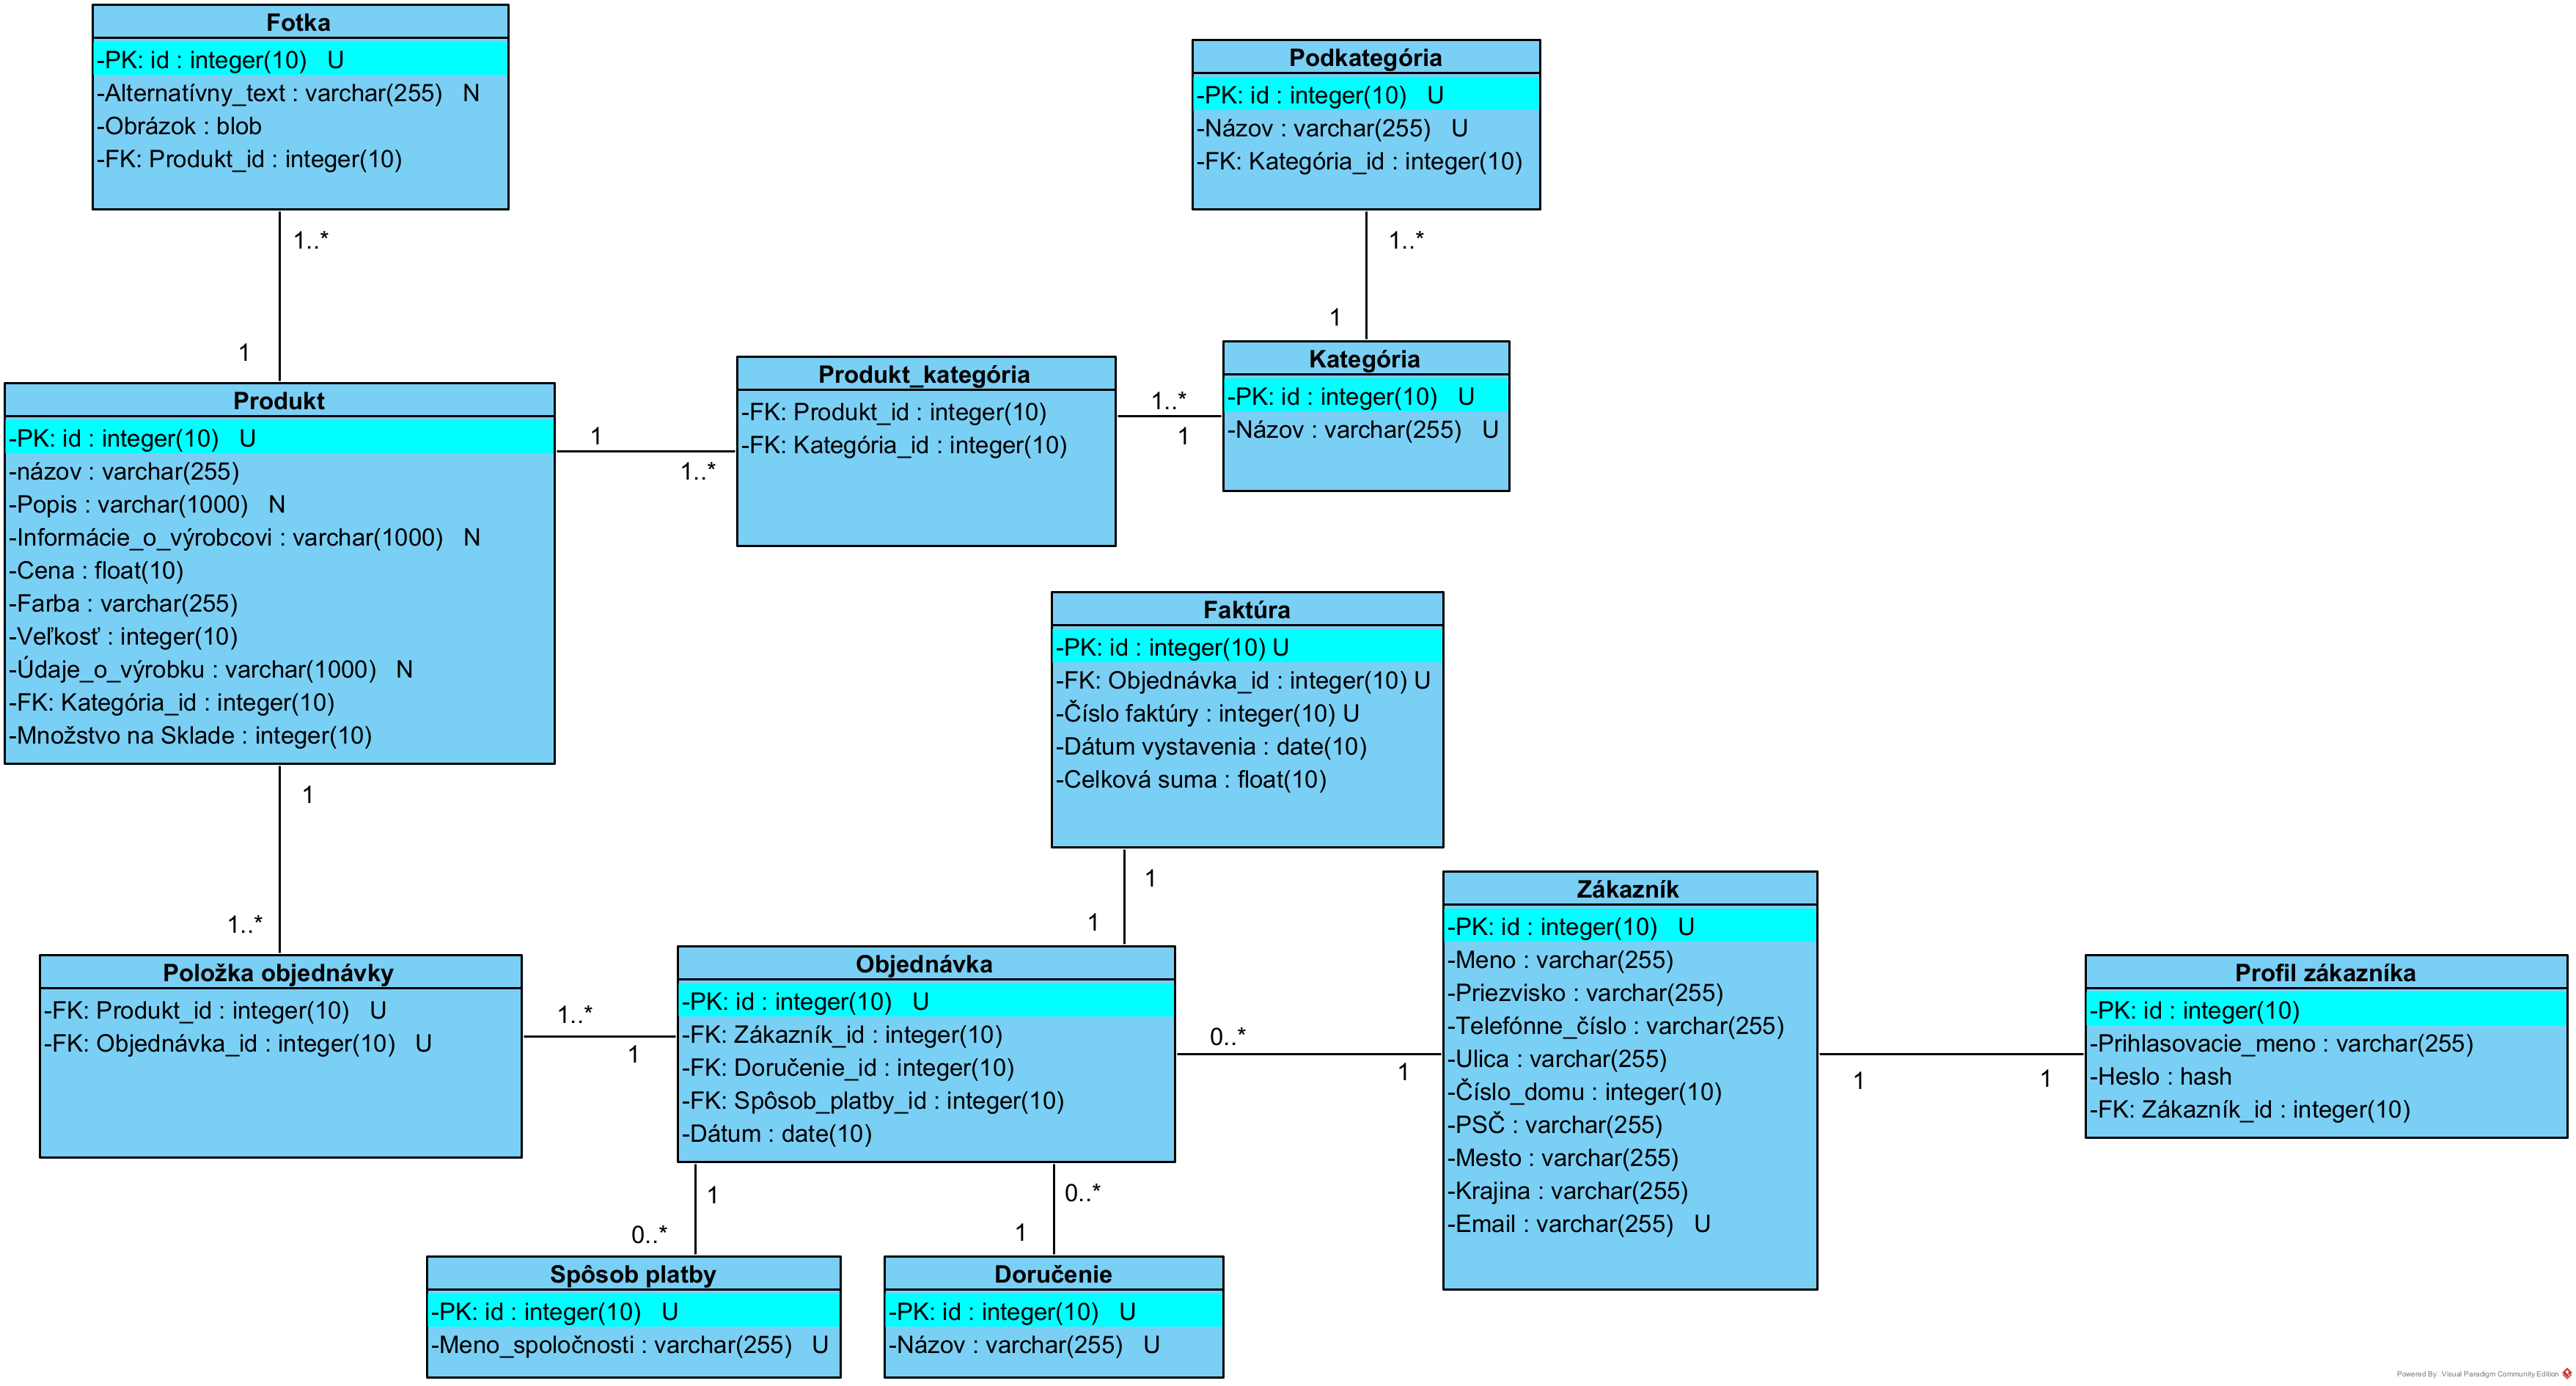 Fotka
-PK: id : integer(10) U
-Alternatívny_text : varchar(255) N
-Obrázok : blob
-FK: Produkt_id : integer(10)
1..*
1
Podkategória
-PK: id : integer(10) U
-Názov : varchar(255) U
-FK: Kategória_id : integer(10)
1..*
1
Produkt
-PK: id : integer(10) U
-názov : varchar(255)
-Popis : varchar(1000) N
-Informácie_o_výrobcovi : varchar(1000) N
-Cena : float(10)
-Farba : varchar(255)
-Veľkosť : integer(10)
-Údaje_o_výrobku : varchar(1000) N
-FK: Kategória_id : integer(10)
-Množstvo na Sklade : integer(10)
1
1..*
Produkt_kategória
-FK: Produkt_id : integer(10)
-FK: Kategória_id : integer(10)
1..*
1
Kategória
-PK: id : integer(10) U
-Názov : varchar(255) U
Faktúra
-PK: id : integer(10) U
-FK: Objednávka_id : integer(10) U
-Číslo faktúry : integer(10) U
-Dátum vystavenia : date(10)
-Celková suma : float(10)
1
1
1
1..*
Položka objednávky
-FK: Produkt_id : integer(10) U
-FK: Objednávka_id : integer(10) U
1..*
1
Objednávka
-PK: id : integer(10) U
-FK: Zákazník_id : integer(10)
-FK: Doručenie_id : integer(10)
-FK: Spôsob_platby_id : integer(10)
-Dátum : date(10)
0..*
1
Zákazník
-PK: id : integer(10) U
-Meno : varchar(255)
-Priezvisko : varchar(255)
-Telefónne_číslo : varchar(255)
-Ulica : varchar(255)
-Číslo_domu : integer(10)
-PSČ : varchar(255)
-Mesto : varchar(255)
-Krajina : varchar(255)
-Email : varchar(255) U
1
1
Profil zákazníka
-PK: id : integer(10)
-Prihlasovacie_meno : varchar(255)
-Heslo : hash
-FK: Zákazník_id : integer(10)
1
0..*
0..*
1
Spôsob platby
-PK: id : integer(10) U
-Meno_spoločnosti : varchar(255) U
Doručenie
-PK: id : integer(10) U
-Názov : varchar(255) U
Powered By Visual Paradigm Community Edition